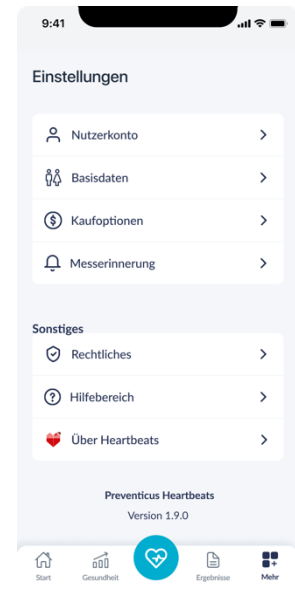 9:41
Einstellungen
Nutzerkonto
Basisdaten
Kaufoptionen
Messerinnerung
Sonstiges
Rechtliches
Hilfebereich
Über Heartbeats
Preventicus Heartbeats
Version 1.9.0
Start Gesundheit Ergebnisse Mehr